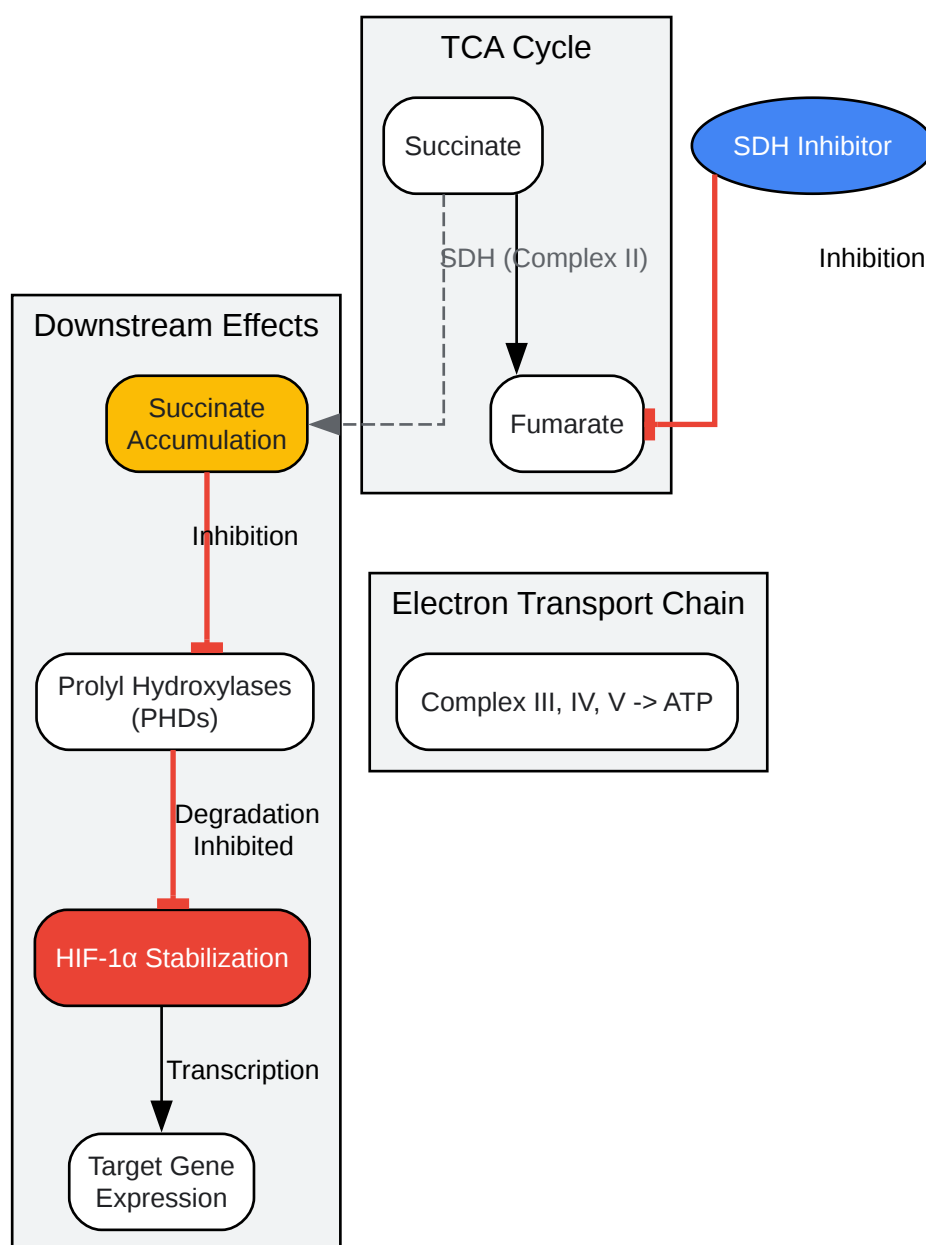 TCA Cycle
Succinate
SDH Inhibitor
SDH (Complex II)
Inhibition
Downstream Effects
Succinate
Accumulation
Fumarate
Inhibition
Electron Transport Chain
Prolyl Hydroxylases
(PHDs)
Complex III, IV, V -> ATP
Degradation
Inhibited
HIF-1α Stabilization
Transcription
Target Gene
Expression